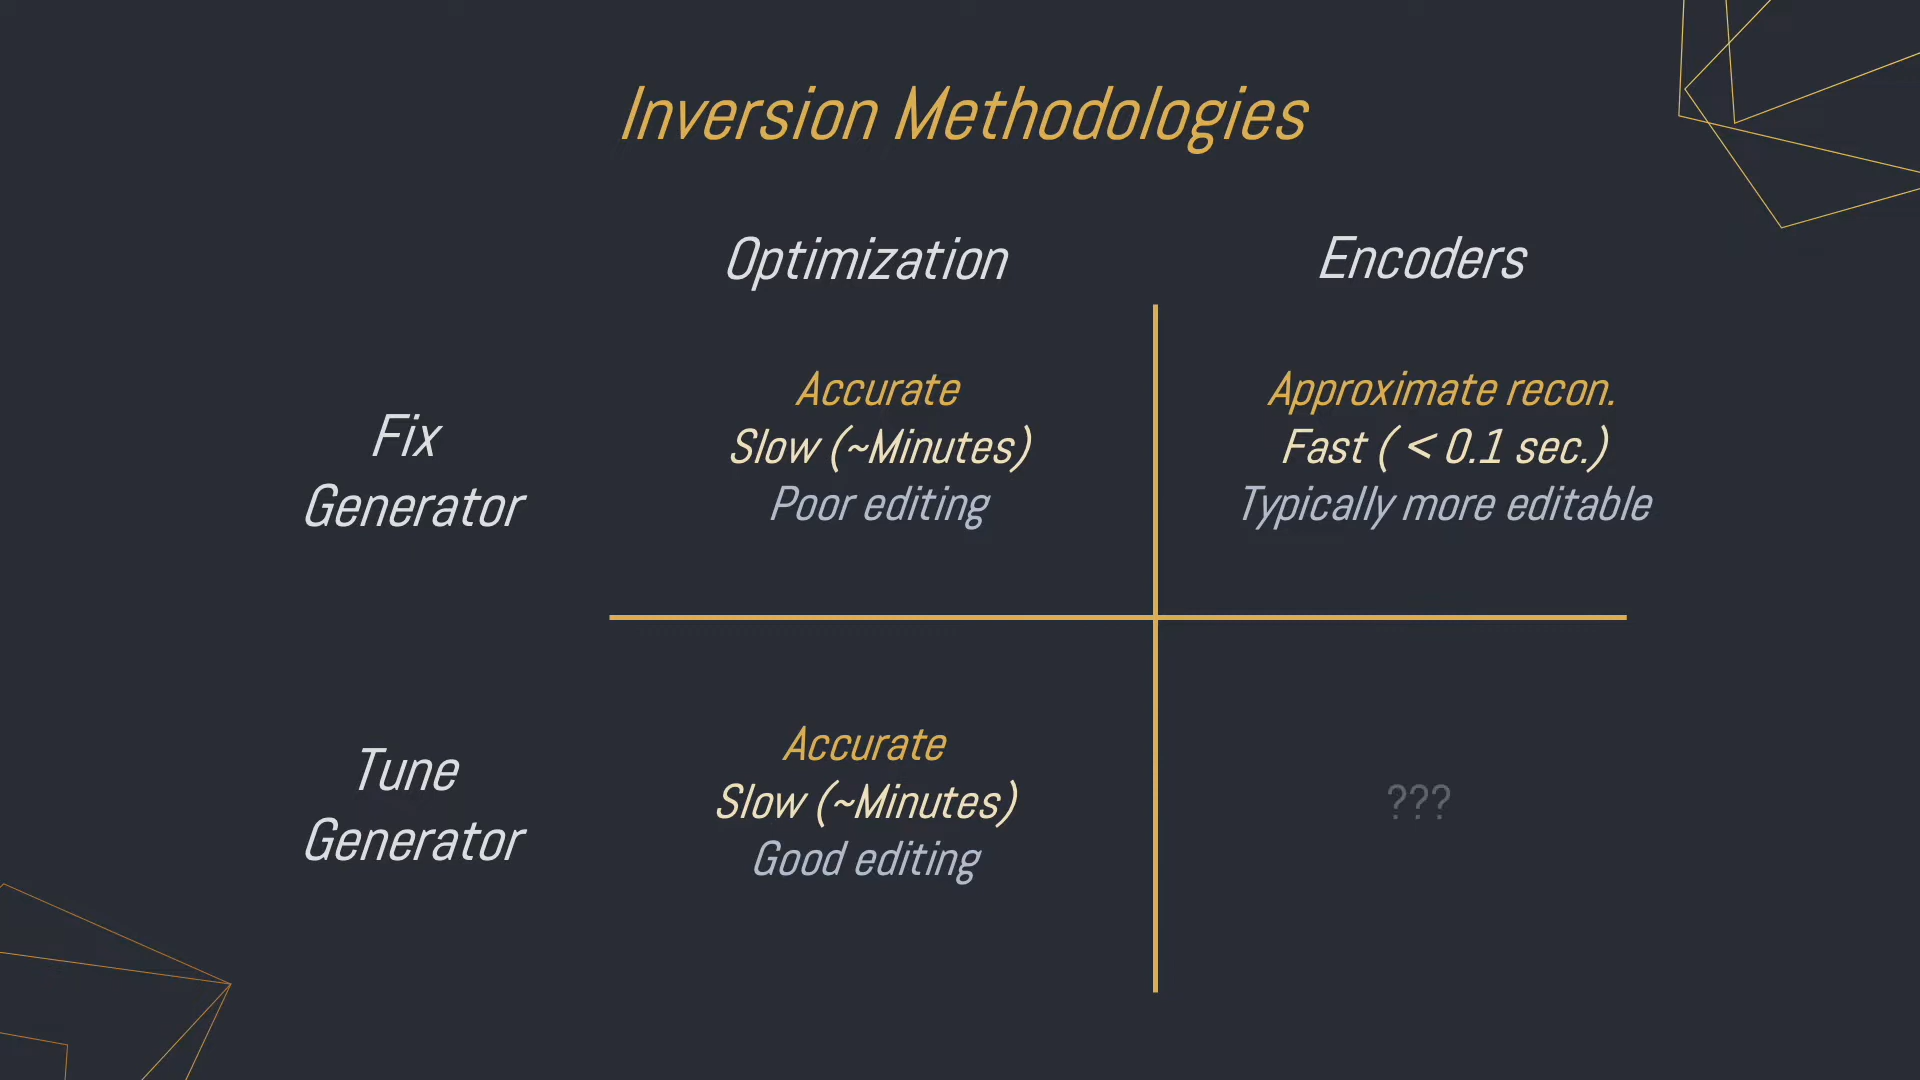 Inversion Methodologies
Optimization
Encoders
Fix
Generator
Accurate
Slow (~Minutes)
Poor editing
Approximate recon.
Fast ( < 0.1 sec.)
Typically more editable
Tune
Generator
Accurate
Slow (~Minutes)
Good editing
???